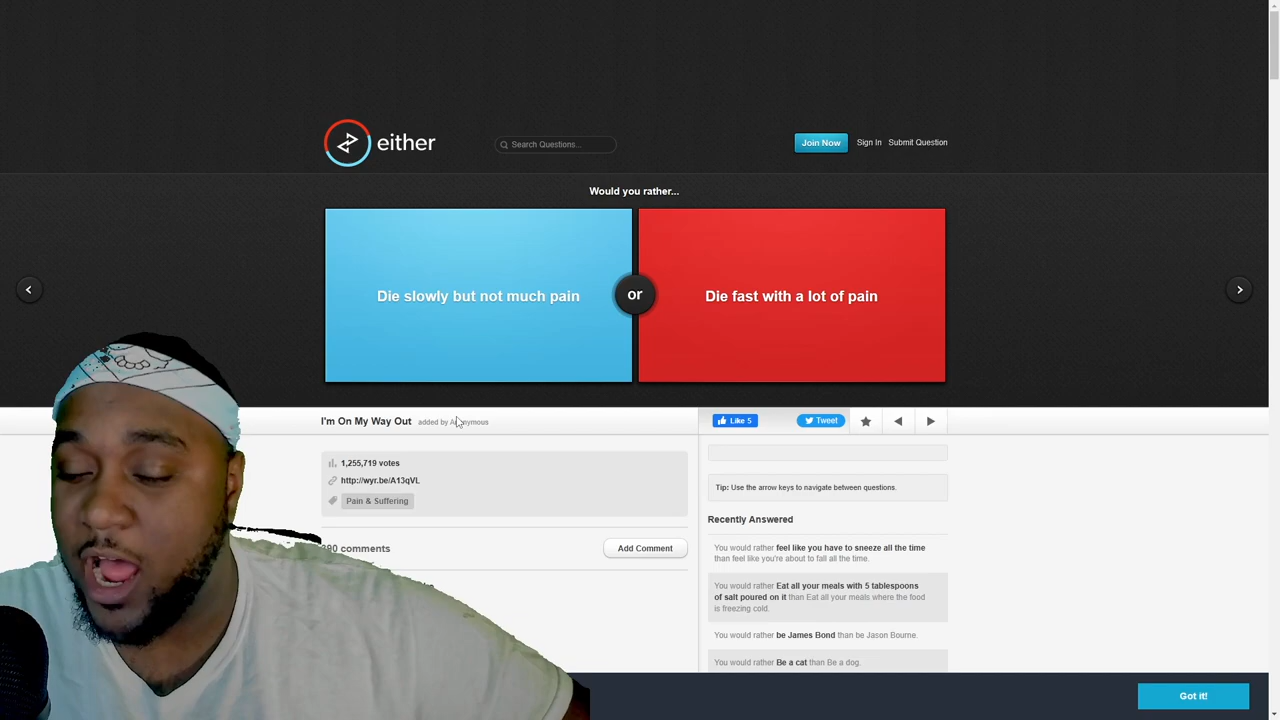 either
Search Questions...
Join Now
Sign In
Submit Question
Would you rather...
Die slowly but not much pain
or
Die fast with a lot of pain
I'm On My Way Out
added by Anonymous
Like 5
Tweet
1,255,719 votes
http://wyr.be/A13qVL
Pain & Suffering
comments
Add Comment
Tip: Use the arrow keys to navigate between questions.
Recently Answered
You would rather feel like you have to sneeze all the time
than feel like you're about to fall all the time.
You would rather Eat all your meals with 5 tablespoons
of salt poured on it than Eat all your meals where the food
is freezing cold.
You would rather be James Bond than be Jason Bourne.
You would rather Be a cat than Be a dog.
Got it!